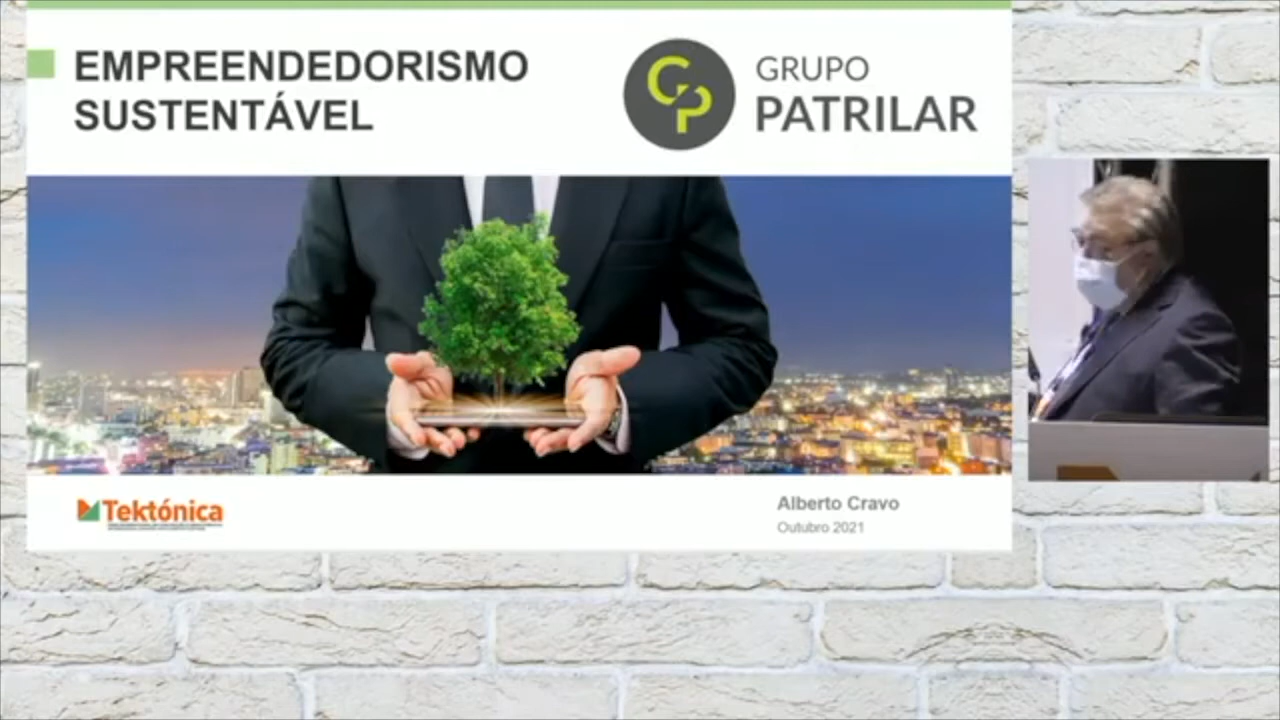 EMPREENDEDORISMO
SUSTENTÁVEL
GP
GRUPO
PATRILAR
Tektónica
Alberto Cravo
Outubro 2021